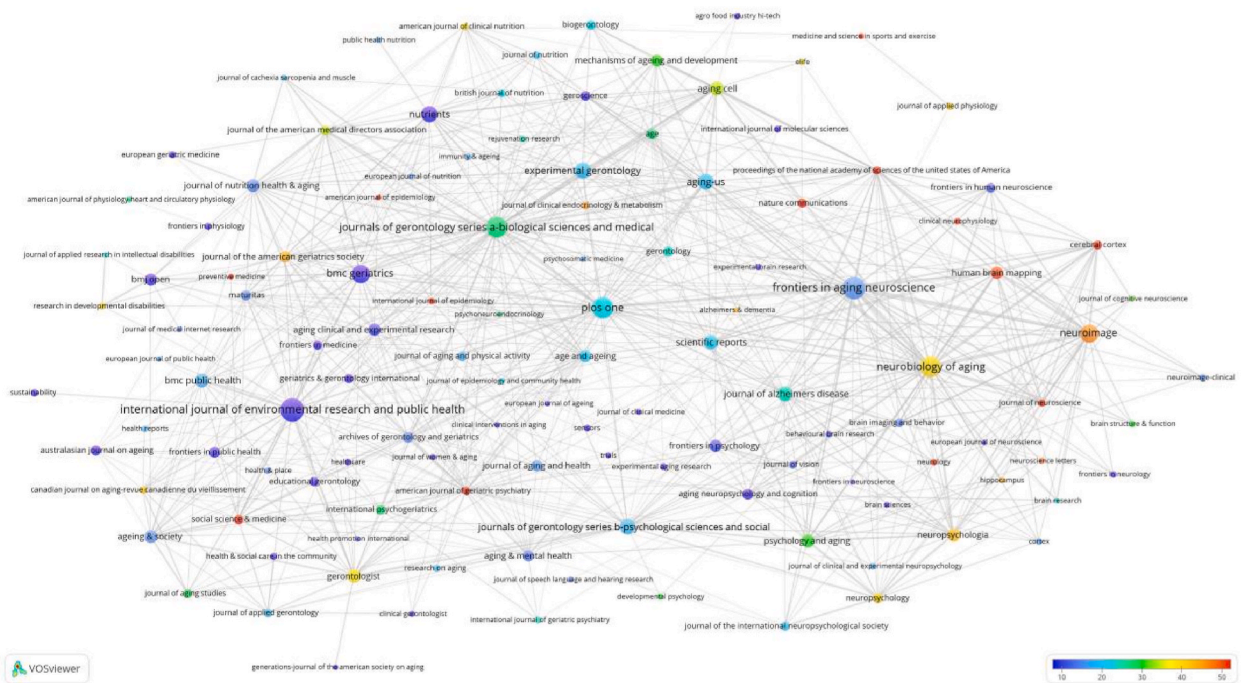 agro food industry hi-tech
american journal of clinical nutrition
biogerontology
medicine and science in sports and exercise
public health nutrition
journal of nutrition
mechanisms of ageing and development
elife
journal of cachexia sarcopenia and muscle
british journal of nutrition
geroscience
aging cell
journal of applied physiology
nutrients
journal of the american medical directors association
rejuvenation research
age
international journal of molecular sciences
european geriatric medicine
immunity & ageing
experimental gerontology
proceedings of the national academy of sciences of the united states of America
european journal of nutrition
aging-us
journal of nutrition health & aging
frontiers in human neuroscience
american journal of physiology-heart and circulatory physiology
american journal of epidemiology
journal of clinical endocrinology & metabolism
nature communications
frontiers in physiology
journals of gerontology series a-biological sciences and medical
clinical neurophysiology
cerebral cortex
journal of applied research in intellectual disabilities
journal of the american geriatrics society
psychosomatic medicine
gerontology
experimental brain research
human brain mapping
bmj open
preventive medicine
bmc geriatrics
frontiers in aging neuroscience
maturitas
international journal of epidemiology
journal of cognitive neuroscience
research in developmental disabilities
psychoneuroendocrinology
plos one
alzheimers & dementia
journal of medical internet research
aging clinical and experimental research
neuroimage
frontiers in medicine
scientific reports
european journal of public health
journal of aging and physical activity
age and ageing
neurobiology of aging
bmc public health
geriatrics & gerontology international
journal of epidemiology and community health
neuroimage-clinical
sustainability
journal of alzheimers disease
international journal of environmental research and public health
european journal of ageing
journal of clinical medicine
journal of neuroscience
health reports
clinical interventions in aging
sensors
brain imaging and behavior
brain structure & function
archives of gerontology and geriatrics
behavioural brain research
australasian journal on ageing
frontiers in public health
frontiers in psychology
european journal of neuroscience
healthcare
journal of women & aging
trials
health & place
journal of aging and health
experimental aging research
journal of vision
neurology
neuroscience letters
educational gerontology
frontiers in neuroscience
hippocampus
frontiers in neurology
canadian journal on aging-revue canadienne du vieillissement
american journal of geriatric psychiatry
aging neuropsychology and cognition
international psychogeriatrics
brain sciences
brain research
social science & medicine
journals of gerontology series b-psychological sciences and social
ageing & society
health promotion international
psychology and aging
neuropsychologia
cortex
health & social care in the community
aging & mental health
gerontologist
research on aging
journal of clinical and experimental neuropsychology
journal of speech language and hearing research
journal of aging studies
developmental psychology
neuropsychology
journal of applied gerontology
clinical gerontologist
international journal of geriatric psychiatry
journal of the international neuropsychological society
generations-journal of the american society on aging
VOSviewer
10 20 30 40 50